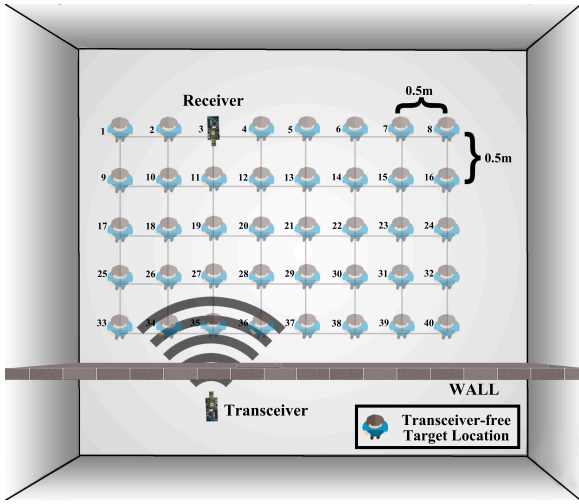 Receiver
0.5m
1 2 3 4 5 6 7 8
0.5m
9 10 11 12 13 14 15 16
17 18 19 20 21 22 23 24
25 26 27 28 29 30 31 32
33 34 35 36 37 38 39 40
WALL
Transceiver
Transceiver-free
Target Location